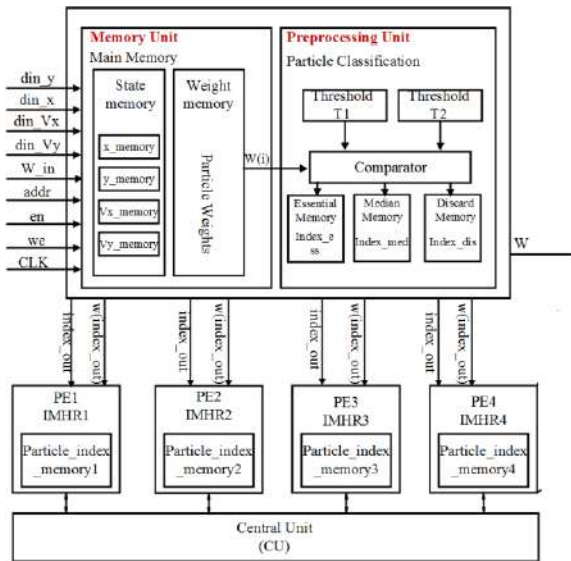 Memory Unit
Main Memory
State
memory
x_memory
y_memory
Vx_memory
Vy_memory
Weight
memory
Particle Weights
W(i)
Preprocessing Unit
Particle Classification
Threshold
T1
Threshold
T2
Comparator
Essential
Memory
Index_e
ss
Median
Memory
Index_med
Discard
Memory
Index_dis
din_y
din_x
din_Vx
din_Vy
W_in
addr
en
we
CLK
W
index_out
w(index_out)
index_out
w(index_out)
index_out
w(index_out)
index_out
w(index_out)
PE1
IMHR1
Particle_index
_memory1
PE2
IMHR2
Particle_index
_memory2
PE3
IMHR3
Particle_index
_memory3
PE4
IMHR4
Particle_index
_memory4
Central Unit
(CU)